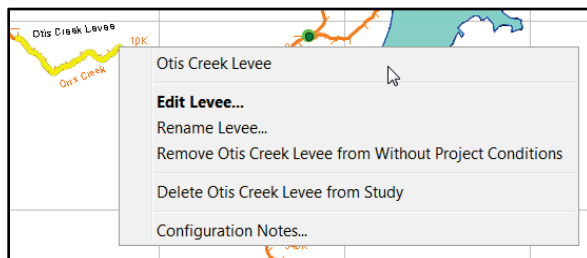 Otis Creek Levee
10K
Otis Creek
Otis Creek Levee
Edit Levee...
Rename Levee...
Remove Otis Creek Levee from Without Project Conditions
Delete Otis Creek Levee from Study
Configuration Notes...